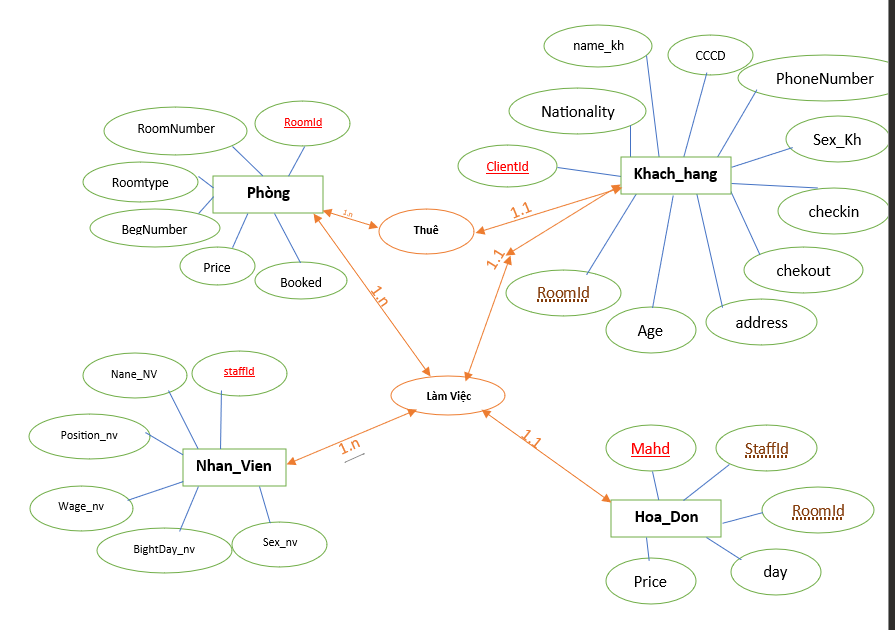 name_kh
CCCD
PhoneNumber
Nationality
Sex_Kh
ClientId
Khach_hang
checkin
chekout
address
Age
RoomId
RoomNumber
RoomId
Roomtype
Phòng
BegNumber
Price
Booked
1.n
Thuê
1.1
1.1
1.n
Làm Việc
Nane_NV
staffId
Position_nv
Nhan_Vien
1.n
Wage_nv
BightDay_nv
Sex_nv
1.1
Mahd
StaffId
Hoa_Don
RoomId
Price
day